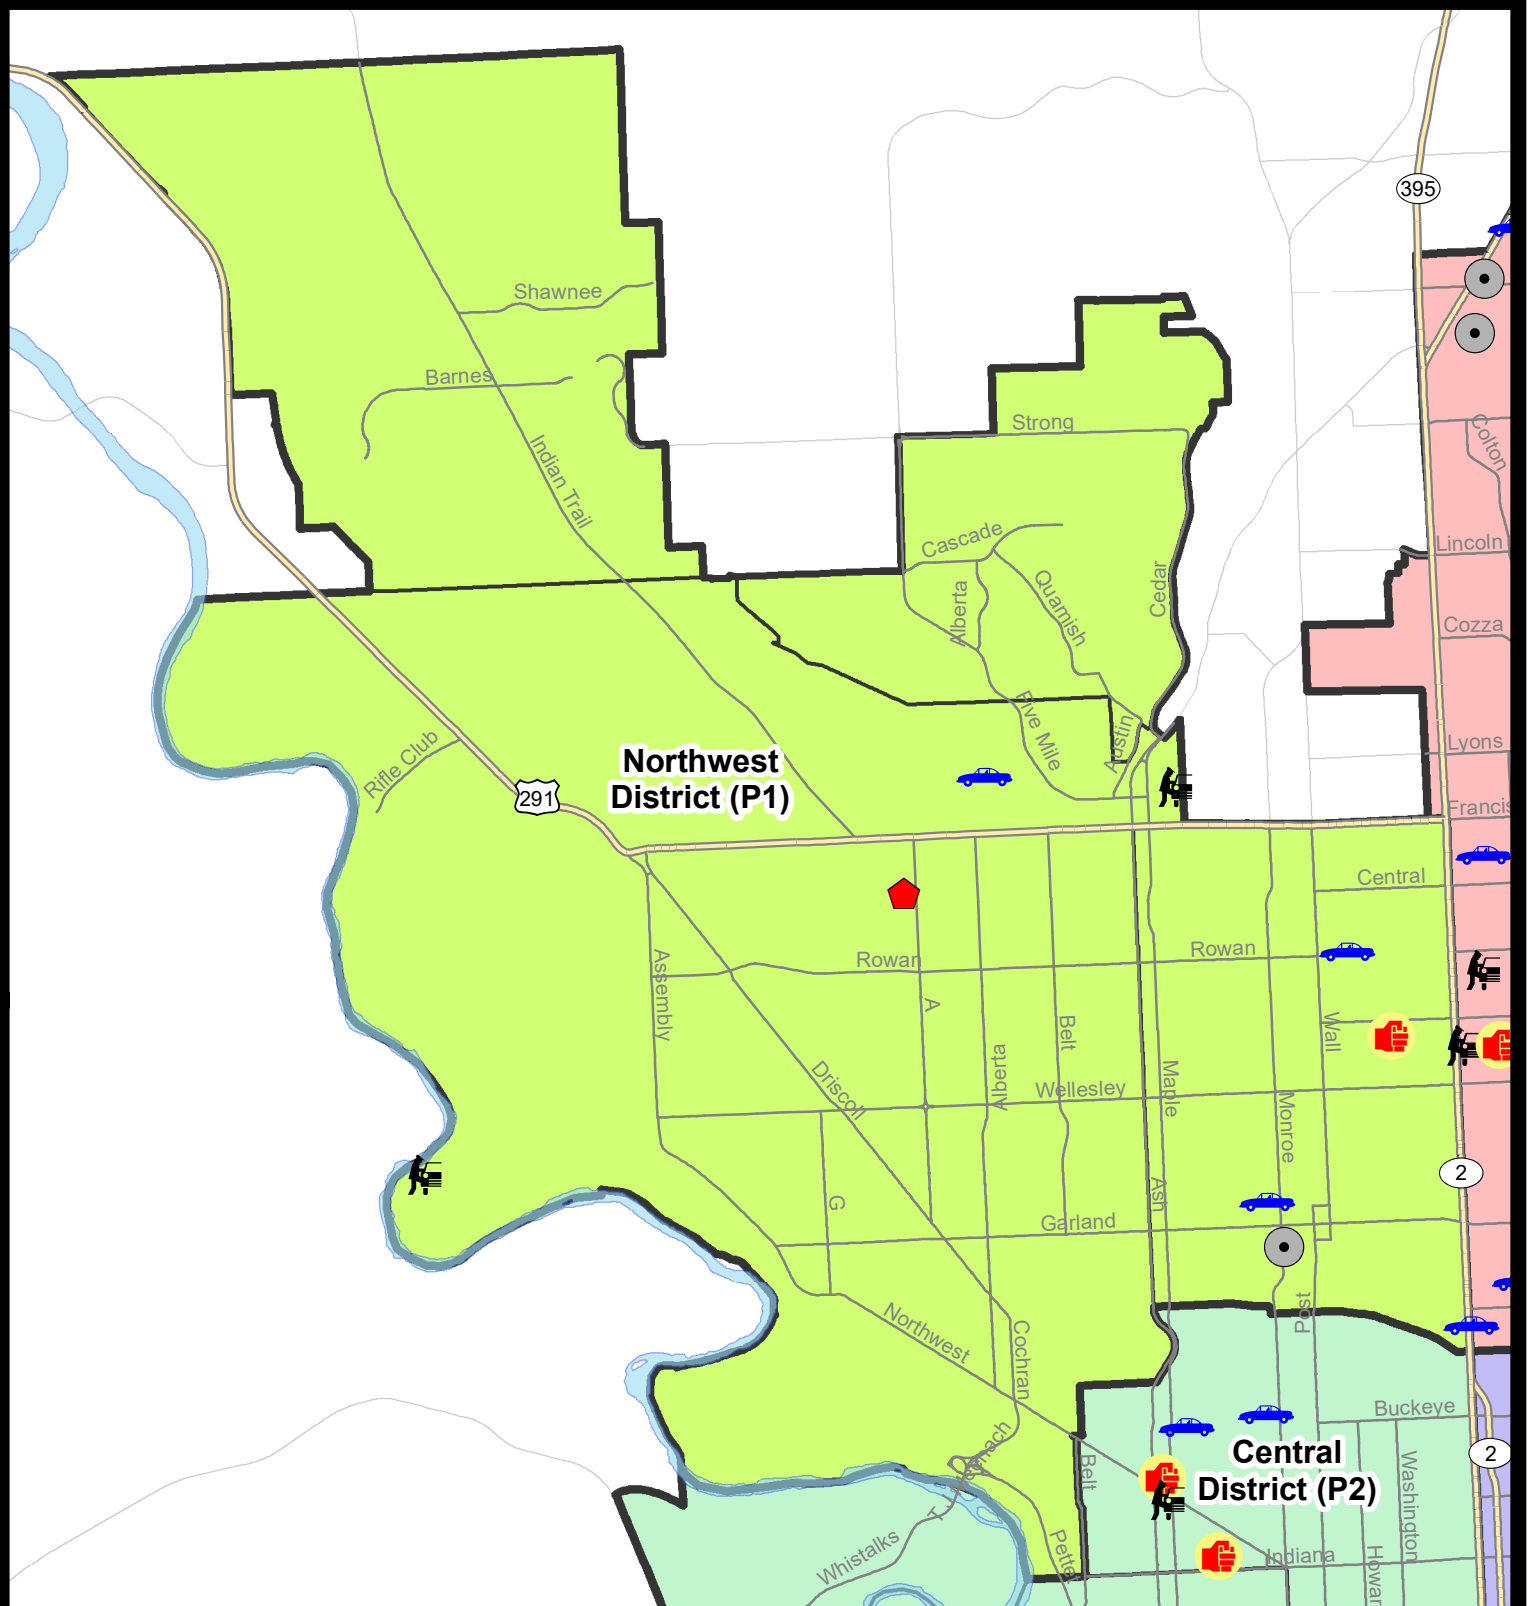 395
Shawnee
Barnes
Strong
Colton
Indian Trail
Cascade
Lincoln
Alberta
Quamish
Cedar
Cozza
Five Mile
Austin
Lyons
Rifle Club
Northwest
District (P1)
291
Francis
Central
Rowan
Rowan
Assembly
A
Belt
Wall
Alberta
Driscoll
Wellesley
Maple
Monroe
2
G
Ash
Garland
Post
Northwest
Cochran
Buckeye
Central
District (P2)
2
Belt
Washington
Whistalks
Pettet
Indiana
Howar